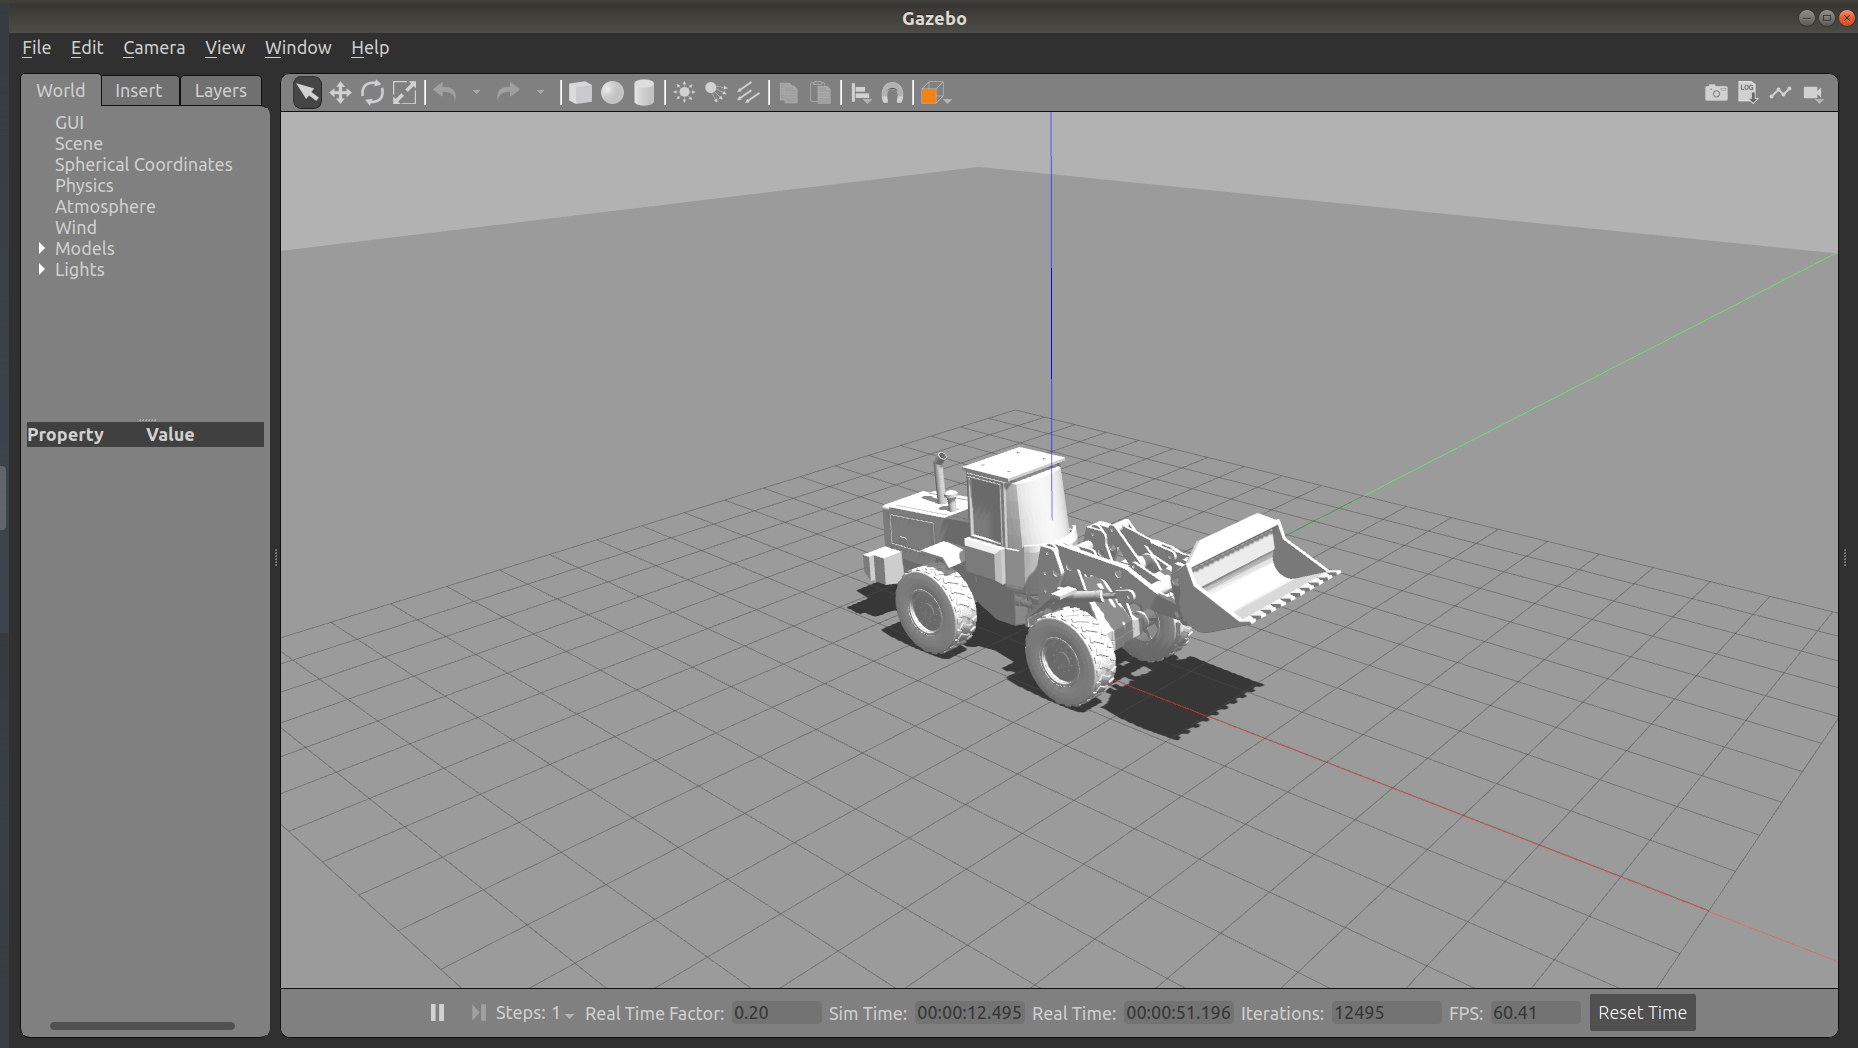 Gazebo
File Edit Camera View Window Help
World Insert Layers
GUI
Scene
Spherical Coordinates
Physics
Atmosphere
Wind
Models
Lights
Property Value
LOG
Steps: 1 Real Time Factor: 0.20 Sim Time: 00:00:12.495 Real Time: 00:00:51.196 Iterations: 12495 FPS: 60.41 Reset Time